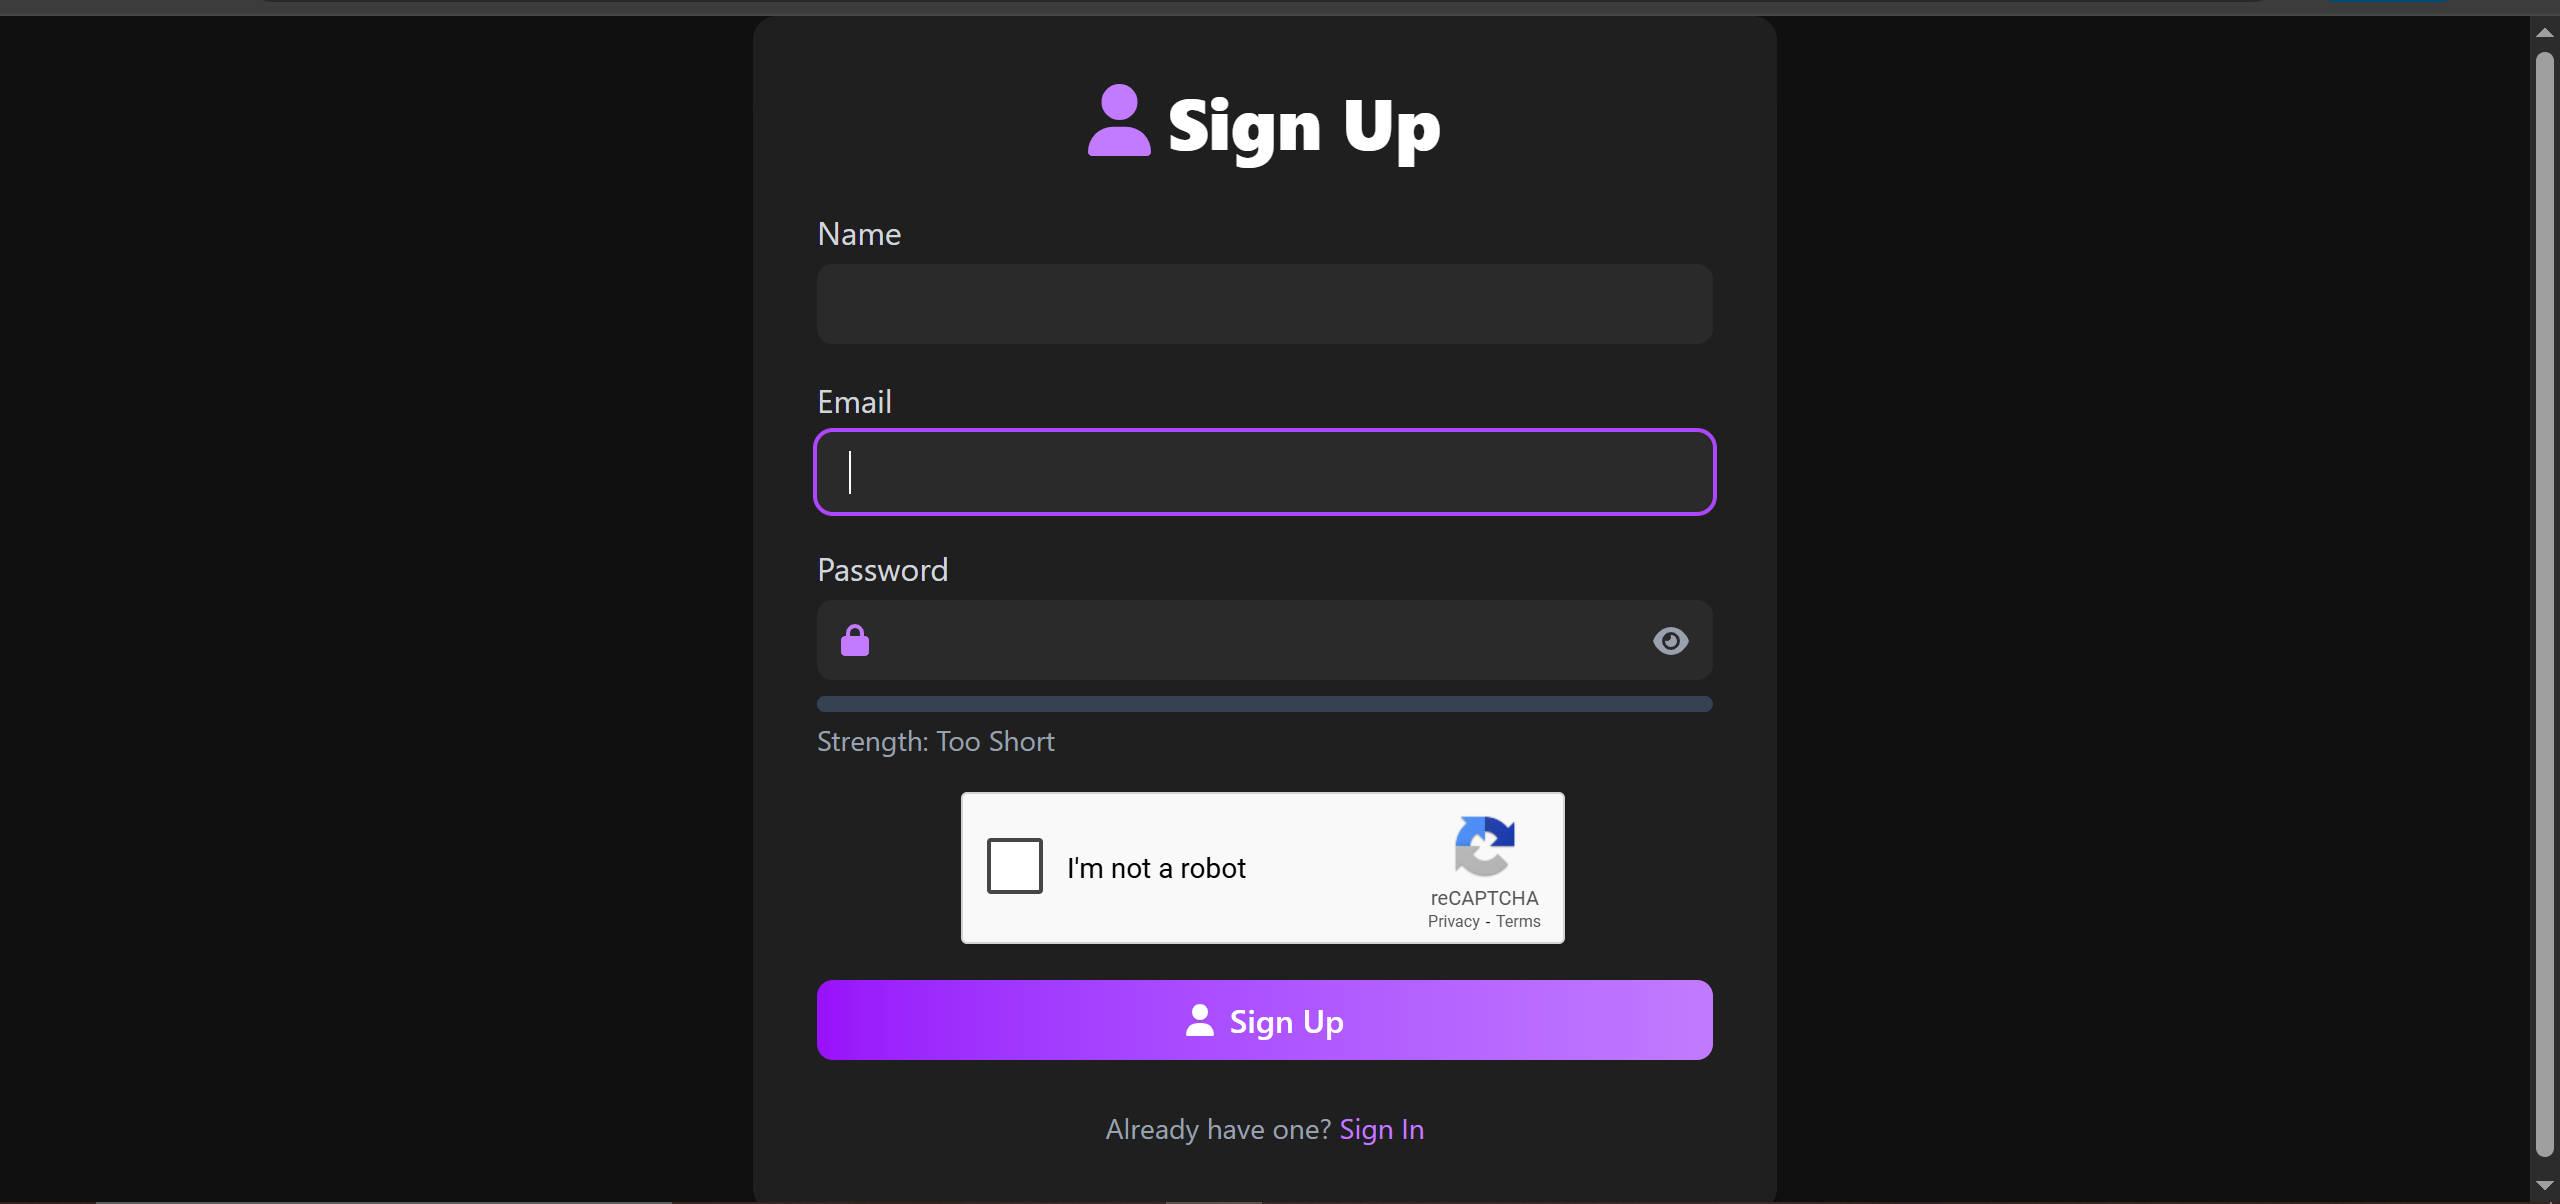 Sign Up
Name
Email
Password
Strength: Too Short
I'm not a robot
reCAPTCHA
Privacy - Terms
Sign Up
Already have one? Sign In